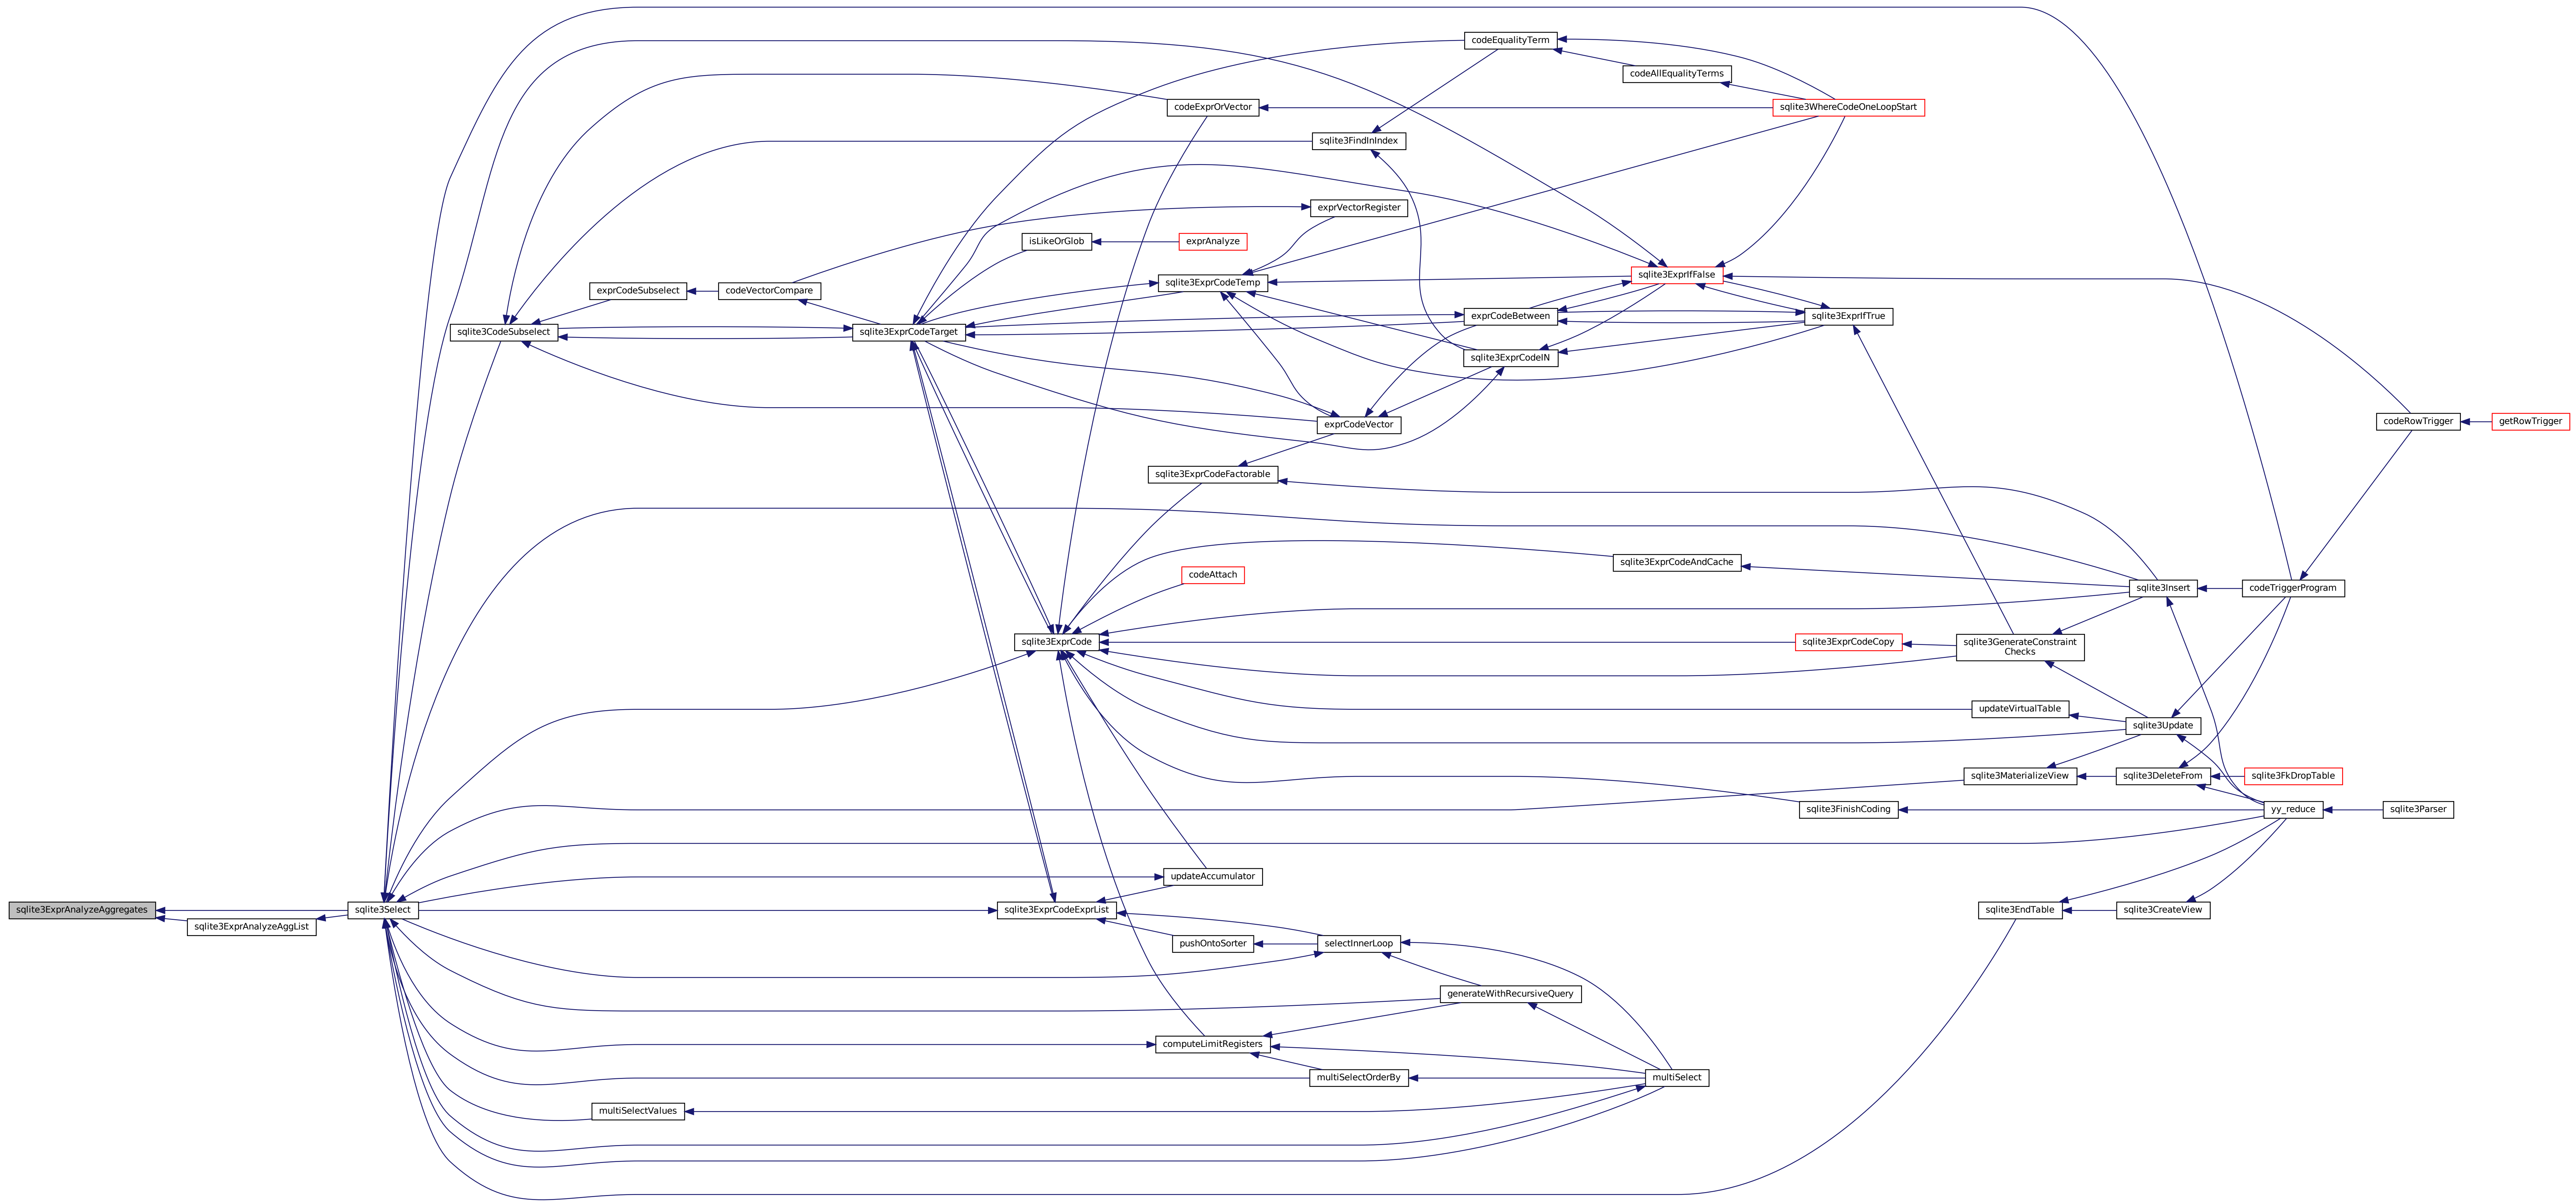 codeEqualityTerm
codeAllEqualityTerms
codeExprOrVector
sqlite3WhereCodeOneLoopStart
sqlite3FindInIndex
exprVectorRegister
isLikeOrGlob
exprAnalyze
sqlite3ExprCodeTemp
sqlite3ExprIfFalse
exprCodeSubselect
codeVectorCompare
sqlite3CodeSubselect
sqlite3ExprCodeTarget
exprCodeBetween
sqlite3ExprIfTrue
sqlite3ExprCodeIN
exprCodeVector
codeRowTrigger
getRowTrigger
sqlite3ExprCodeFactorable
sqlite3ExprCodeAndCache
codeAttach
sqlite3Insert
codeTriggerProgram
sqlite3ExprCode
sqlite3ExprCodeCopy
sqlite3GenerateConstraint
Checks
updateVirtualTable
sqlite3Update
sqlite3MaterializeView
sqlite3DeleteFrom
sqlite3FkDropTable
sqlite3FinishCoding
yy_reduce
sqlite3Parser
updateAccumulator
sqlite3ExprAnalyzeAggregates
sqlite3ExprAnalyzeAggList
sqlite3Select
sqlite3ExprCodeExprList
sqlite3EndTable
sqlite3CreateView
pushOntoSorter
selectInnerLoop
generateWithRecursiveQuery
computeLimitRegisters
multiSelectOrderBy
multiSelect
multiSelectValues